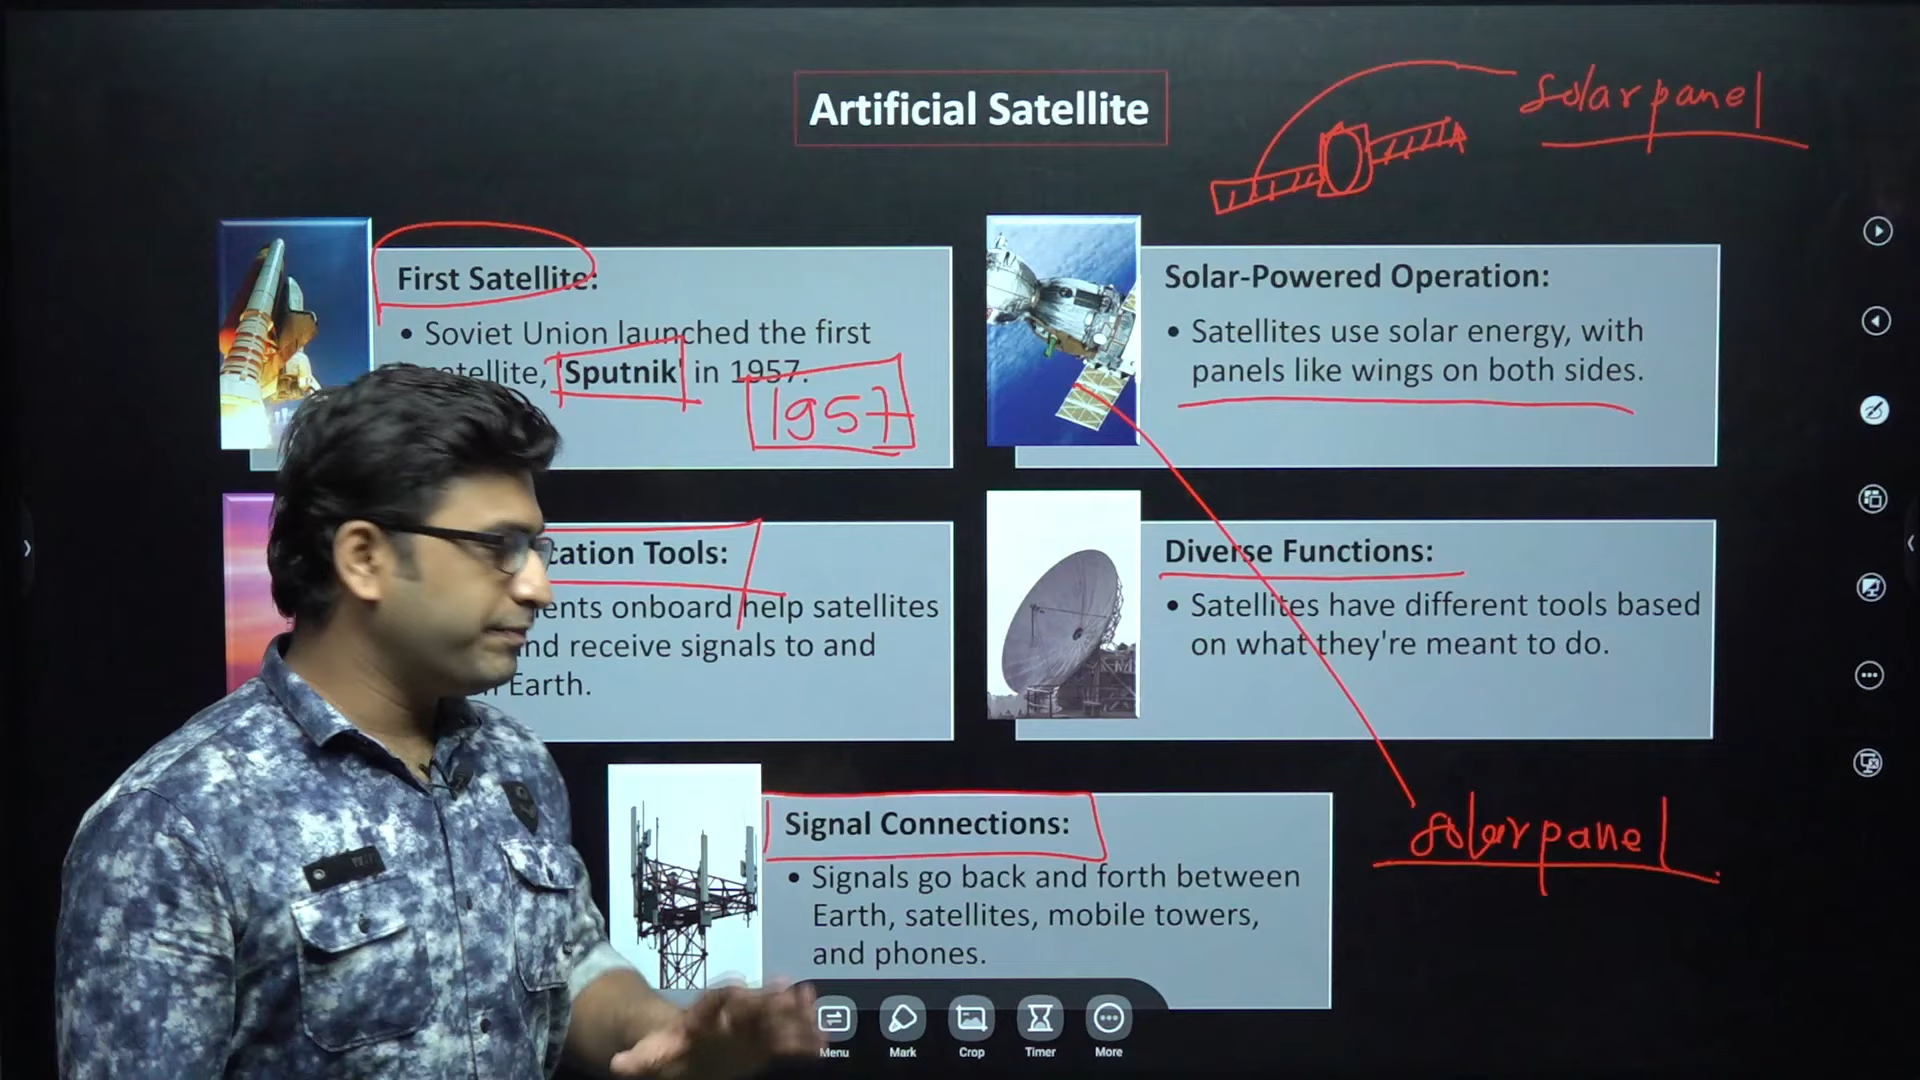 Artificial Satellite
solar panel
First Satellite:
• Soviet Union launched the first
satellite, 'Sputnik' in 1957.
1957
Solar-Powered Operation:
• Satellites use solar energy, with
panels like wings on both sides.
cation Tools:
ents onboard help satellites
nd receive signals to and
Earth.
Diverse Functions:
• Satellites have different tools based
on what they're meant to do.
Signal Connections:
• Signals go back and forth between
Earth, satellites, mobile towers,
and phones.
solar panel
Menu
Mark
Crop
Timer
More